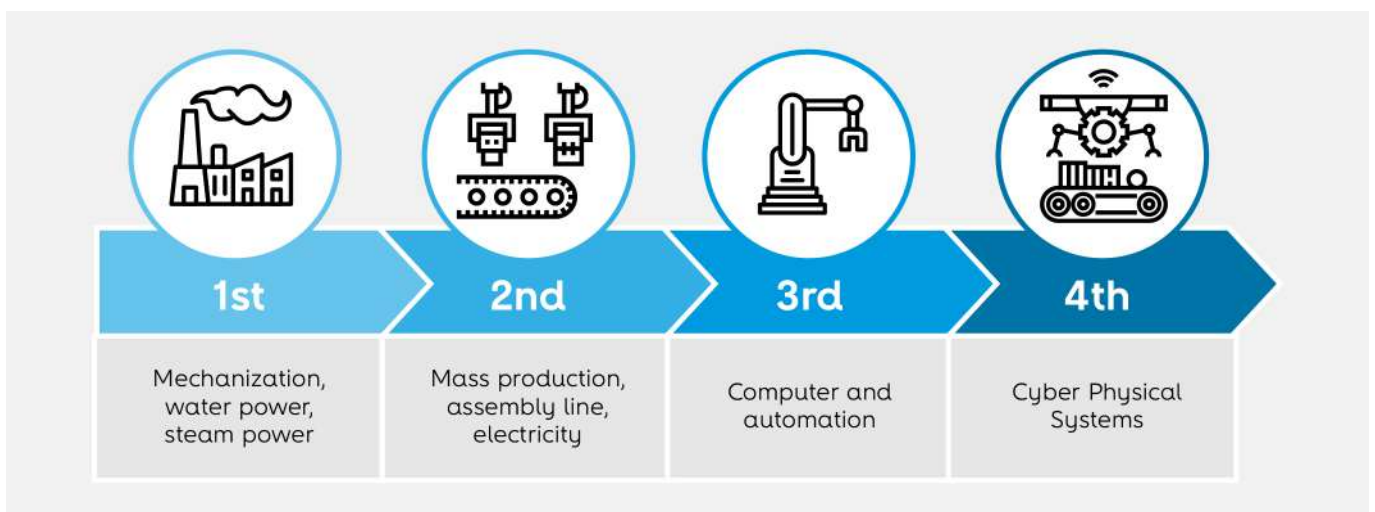 1st
2nd
3rd
4th
Mechanization,
water power,
steam power
Mass production,
assembly line,
electricity
Computer and
automation
Cyber Physical
Systems